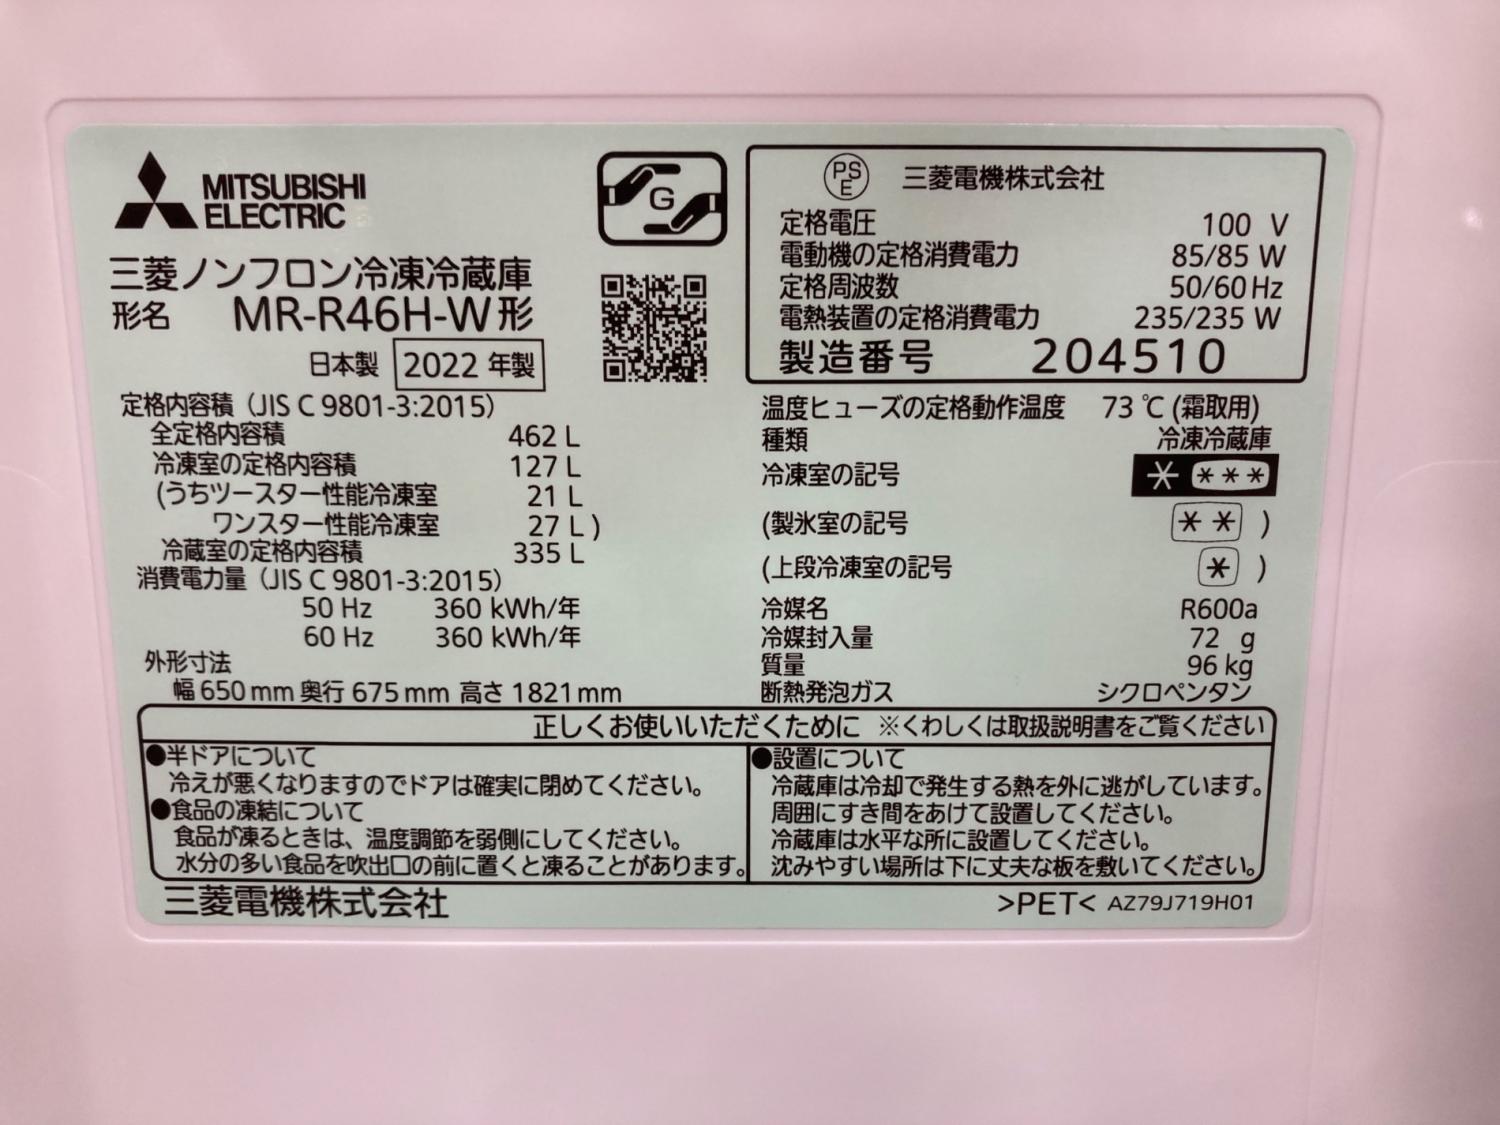 MITSUBISHI
ELECTRIC
G
三菱ノンフロン冷凍冷蔵庫
形名 MR-R46H-W形
日本製 2022 年製
定格内容積（JIS C 9801-3:2015）
全定格内容積 462 L
冷凍室の定格内容積 127 L
(うちツースター性能冷凍室 21 L
ワンスター性能冷凍室 27 L )
冷蔵室の定格内容積 335 L
消費電力量（JIS C 9801-3:2015）
50 Hz 360 kWh/年
60 Hz 360 kWh/年
外形寸法
幅 650 mm 奥行 675 mm 高さ 1821 mm
PS
E
三菱電機株式会社
定格電圧 100 V
電動機の定格消費電力 85/85 W
定格周波数 50/60 Hz
電熱装置の定格消費電力 235/235 W
製造番号 204510
温度ヒューズの定格動作温度 73 ℃ (霜取用)
種類 冷凍冷蔵庫
冷凍室の記号 * ***
(製氷室の記号 ** )
(上段冷凍室の記号 * )
冷媒名 R600a
冷媒封入量 72 g
質量 96 kg
断熱発泡ガス シクロペンタン
正しくお使いいただくために ※くわしくは取扱説明書をご覧ください
●半ドアについて
冷えが悪くなりますのでドアは確実に閉めてください。
●食品の凍結について
食品が凍るときは、温度調節を弱側にしてください。
水分の多い食品を吹出口の前に置くと凍ることがあります。
●設置について
冷蔵庫は冷却で発生する熱を外に逃がしています。
周囲にすき間をあけて設置してください。
冷蔵庫は水平な所に設置してください。
沈みやすい場所は下に丈夫な板を敷いてください。
三菱電機株式会社
>PET< AZ79J719H01